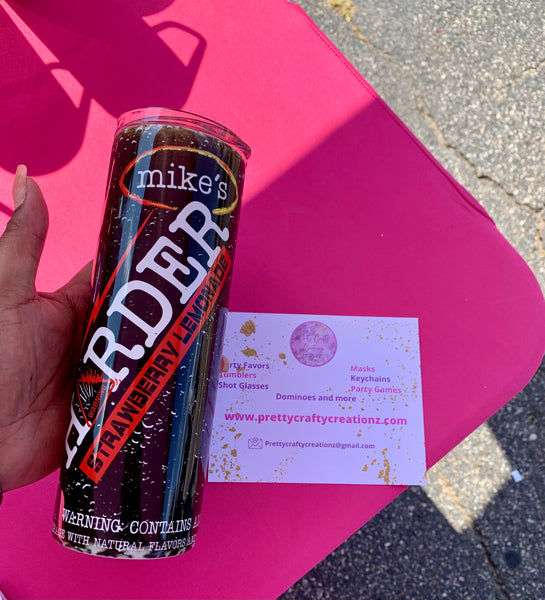 mike's
HARDER
STRAWBERRY LEMONADE
WARNING: CONTAINS
WITH NATURAL FLAVORS
Party Favors
Tumblers
Shot Glasses
Masks
Keychains
Party Games
Dominoes and more
www.prettycraftycreationz.com
Prettycraftycreationz@gmail.com